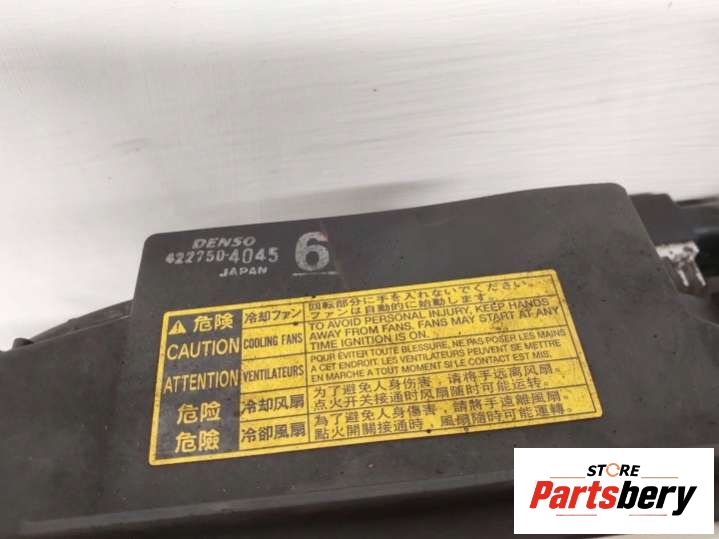 DENSO
422750-4045 6
JAPAN
危険 冷却ファン 回転部分に手を入れないでください。
ファンは自動的に始動します。
CAUTION COOLING FANS TO AVOID PERSONAL INJURY, KEEP HANDS
AWAY FROM FANS. FANS MAY START AT ANY
TIME IGNITION IS ON.
ATTENTION VENTILATEURS POUR ÉVITER TOUTE BLESSURE, NE PAS POSER LES MAINS
A CET ENDROIT. LES VENTILATEURS PEUVENT SE METTRE
EN MARCHE A TOUT MOMENT SI LE CONTACT EST MIS.
危险 冷却风扇 为了避免人身伤害，请将手远离风扇。
点火开关接通时风扇随时可能运转。
危險 冷卻風扇 為了避免人身傷害，請將手遠離風扇。
點火開關接通時，風扇隨時可能運轉。
STORE
Partsbery